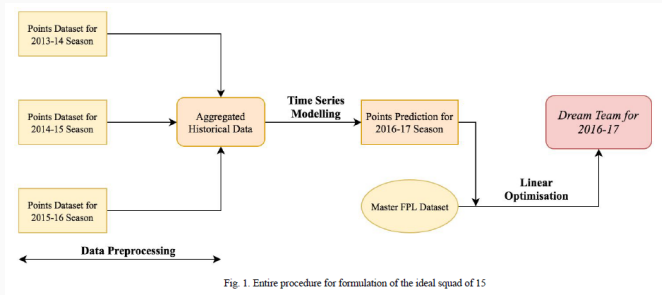 Points Dataset for
2013-14 Season
Points Dataset for
2014-15 Season
Points Dataset for
2015-16 Season
Aggregated
Historical Data
Time Series
Modelling
Points Prediction for
2016-17 Season
Master FPL Dataset
Linear
Optimisation
Dream Team for
2016-17
Data Preprocessing
Fig. 1. Entire procedure for formulation of the ideal squad of 15